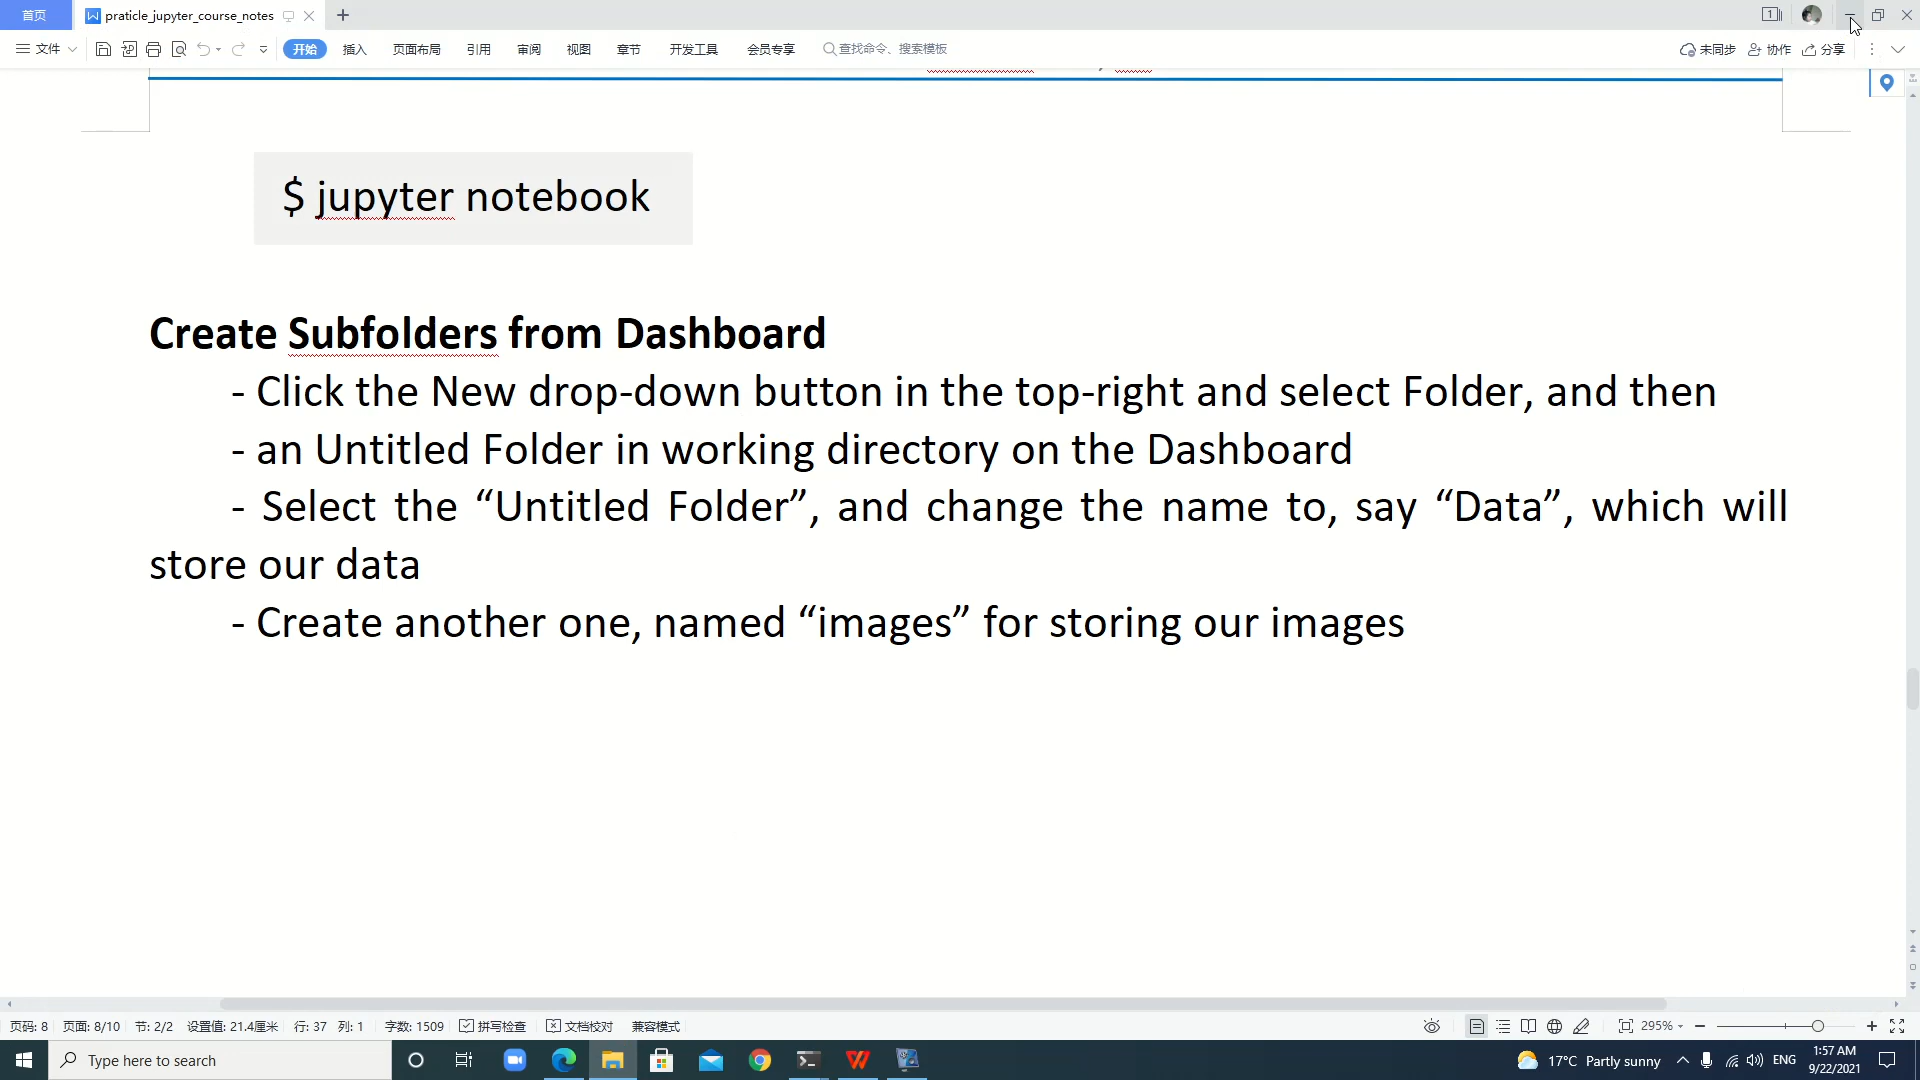 首页
praticle_jupyter_course_notes
1
文件
开始
插入
页面布局
引用
审阅
视图
章节
开发工具
会员专享
查找命令、搜索模板
未同步
协作
分享
$ jupyter notebook
Create Subfolders from Dashboard
- Click the New drop-down button in the top-right and select Folder, and then
- an Untitled Folder in working directory on the Dashboard
- Select the “Untitled Folder”, and change the name to, say “Data”, which will
store our data
- Create another one, named “images” for storing our images
页码: 8
页面: 8/10
节: 2/2
设置值: 21.4厘米
行: 37
列: 1
字数: 1509
拼写检查
文档校对
兼容模式
295%
Type here to search
17°C Partly sunny
ENG
1:57 AM
9/22/2021